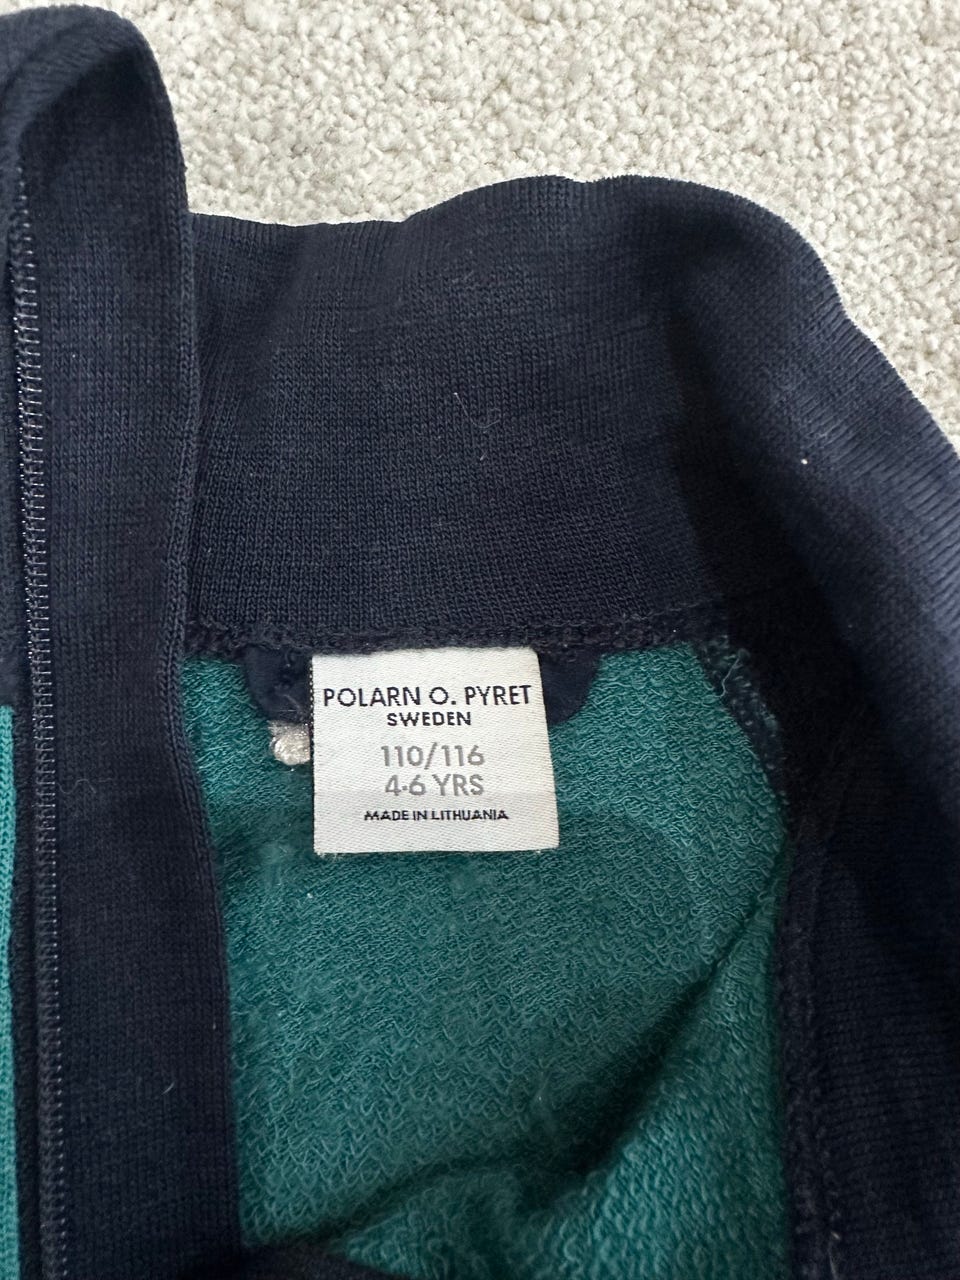 POLARN O. PYRET
SWEDEN
110/116
4-6 YRS
MADE IN LITHUANIA